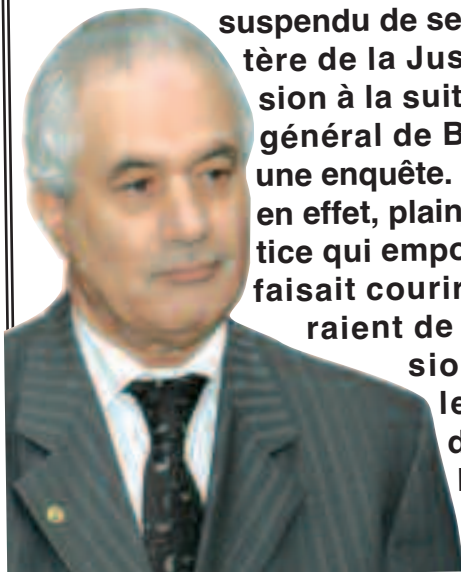 suspendu de se
tère de la Jus
sion à la suit
général de B
une enquête.
en effet, plain
tice qui empo
faisait courir
raient de
sio
le
d